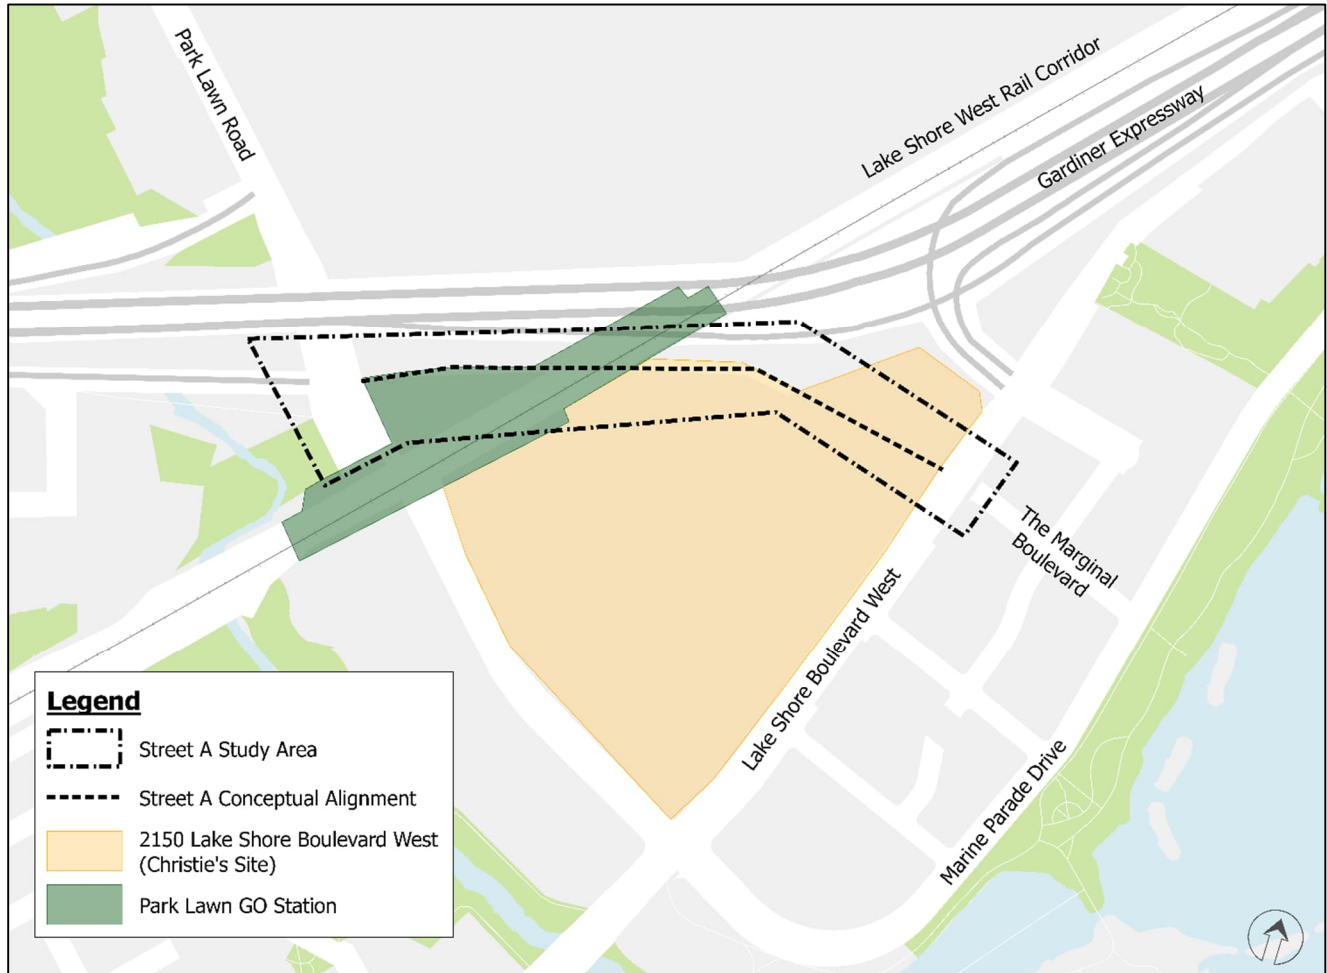 Park Lawn Road
Lake Shore West Rail Corridor
Gardiner Expressway
The Marginal
Boulevard
Lake Shore Boulevard West
Marine Parade Drive
Legend
Street A Study Area
Street A Conceptual Alignment
2150 Lake Shore Boulevard West
(Christie's Site)
Park Lawn GO Station